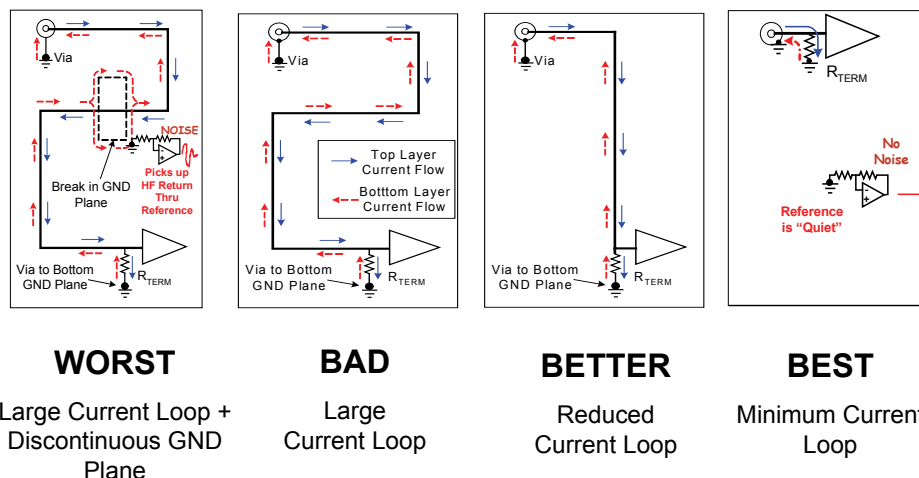 Via
NOISE
Picks up
HF Return
Thru
Reference
Break in GND
Plane
Via to Bottom
GND Plane
RTERM
Via
Top Layer
Current Flow
Botttom Layer
Current Flow
Via to Bottom
GND Plane
RTERM
Via
Via to Bottom
GND Plane
RTERM
RTERM
No
Noise
Reference
is “Quiet”
WORST
BAD
BETTER
BEST
Large Current Loop +
Discontinuous GND
Plane
Large
Current Loop
Reduced
Current Loop
Minimum Current
Loop